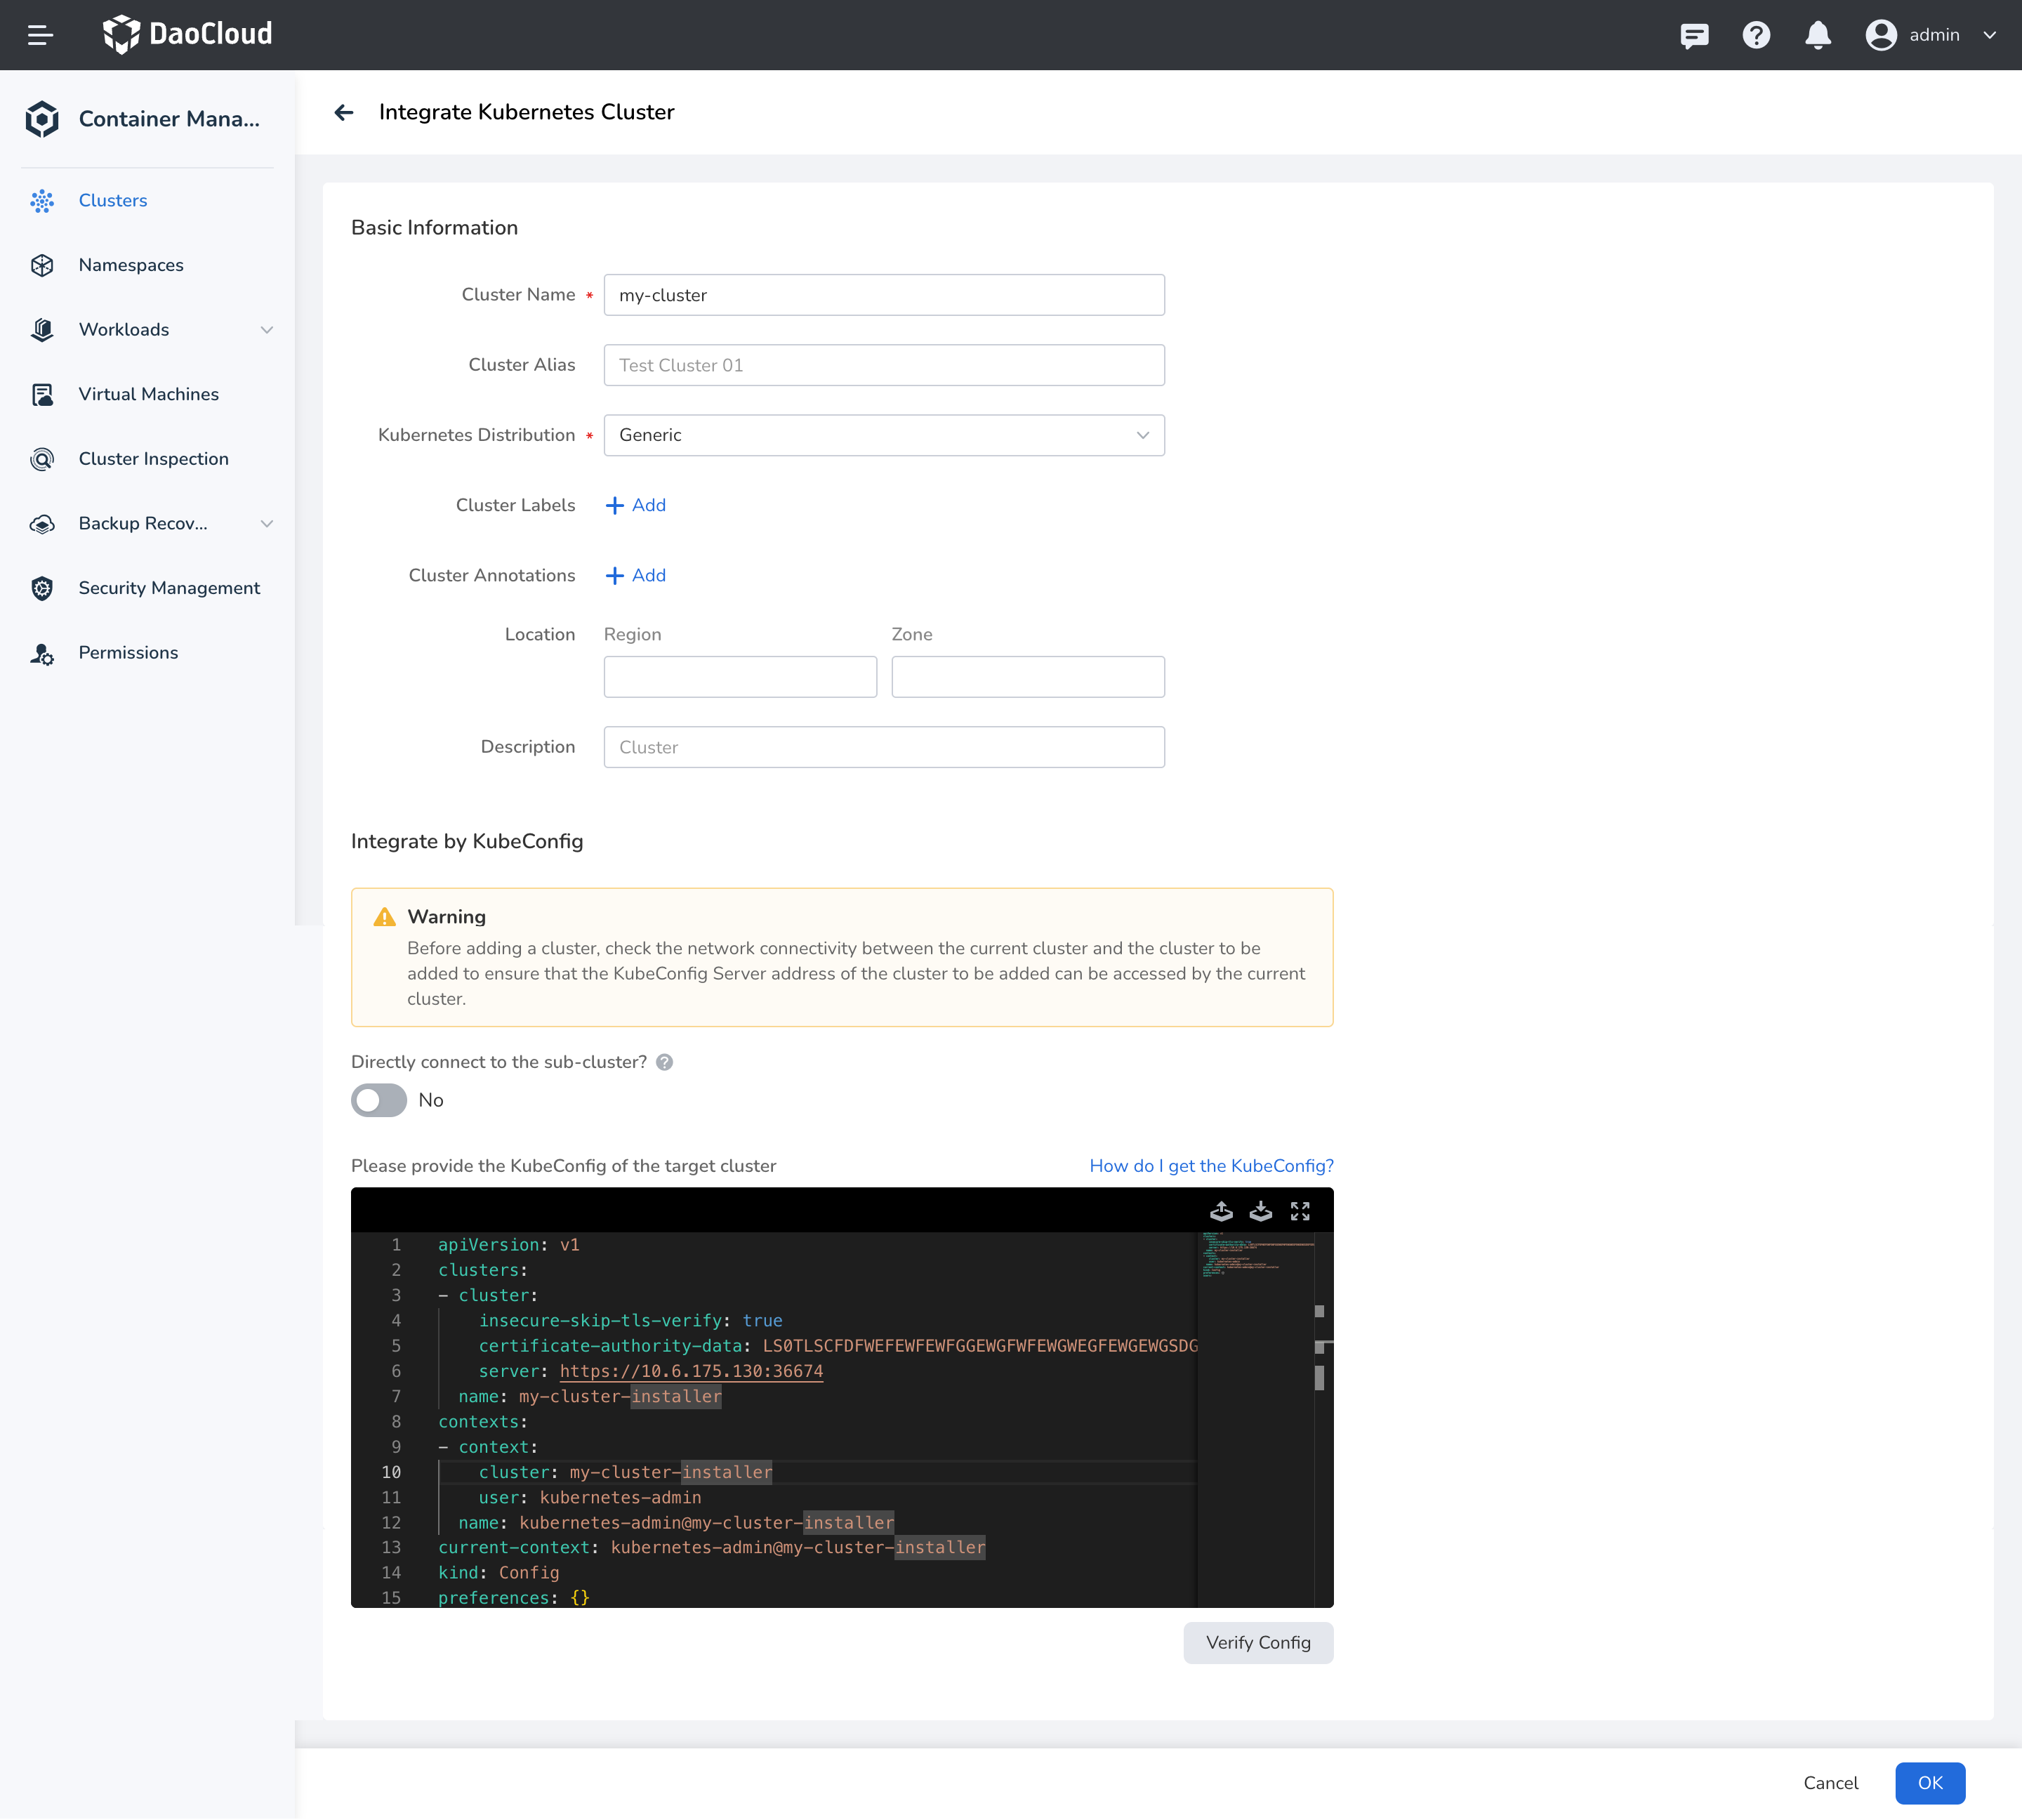 DaoCloud
admin
Container Mana...
Integrate Kubernetes Cluster
Clusters
Namespaces
Workloads
Virtual Machines
Cluster Inspection
Backup Recov...
Security Management
Permissions
Basic Information
Cluster Name * my-cluster
Cluster Alias Test Cluster 01
Kubernetes Distribution * Generic
Cluster Labels + Add
Cluster Annotations + Add
Location Region Zone
Description Cluster
Integrate by KubeConfig
Warning
Before adding a cluster, check the network connectivity between the current cluster and the cluster to be
added to ensure that the KubeConfig Server address of the cluster to be added can be accessed by the current
cluster.
Directly connect to the sub-cluster? ?
No
Please provide the KubeConfig of the target cluster How do I get the KubeConfig?
1 apiVersion: v1
2 clusters:
3 - cluster:
4 insecure-skip-tls-verify: true
5 certificate-authority-data: LS0TLSCFDFWEFEWFEWFGGEWGFWFEWGWEGFEWGEWGSDG
6 server: https://10.6.175.130:36674
7 name: my-cluster-installer
8 contexts:
9 - context:
10 cluster: my-cluster-installer
11 user: kubernetes-admin
12 name: kubernetes-admin@my-cluster-installer
13 current-context: kubernetes-admin@my-cluster-installer
14 kind: Config
15 preferences: {}
Verify Config
Cancel OK